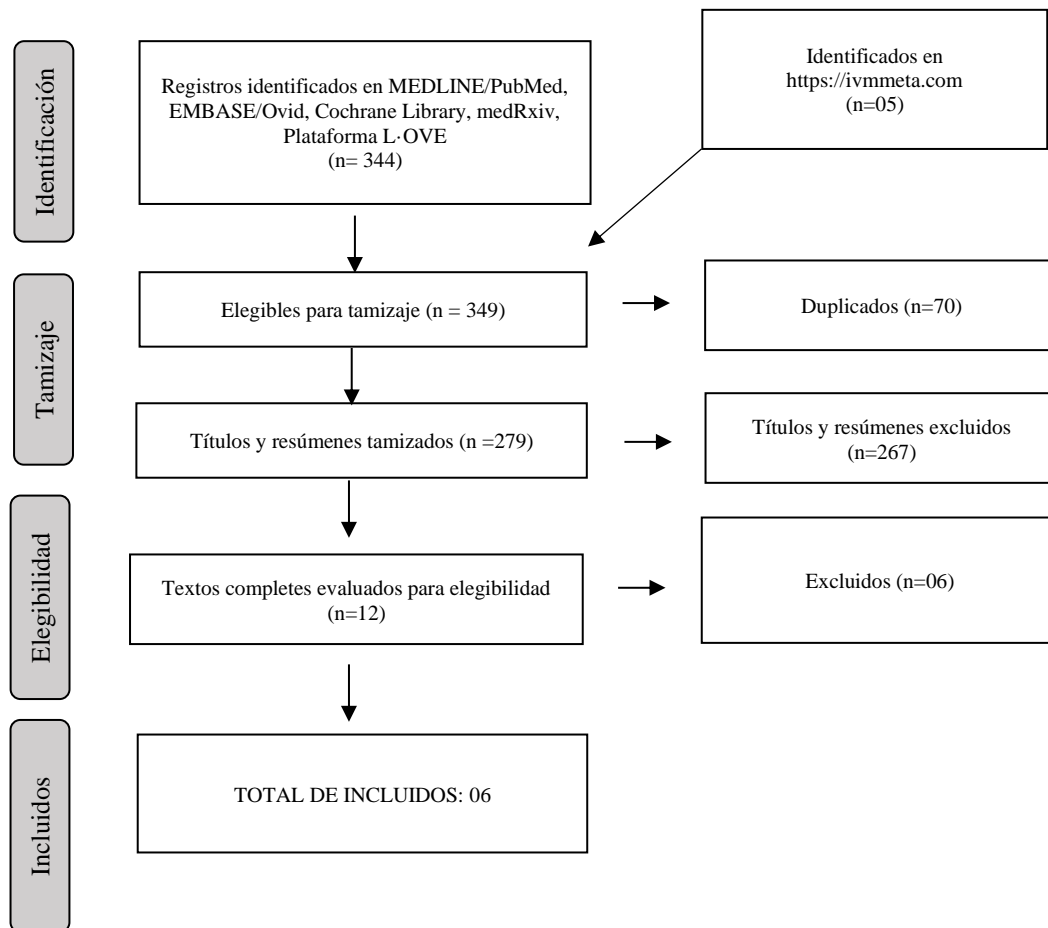 Identificación
Registros identificados en MEDLINE/PubMed,
EMBASE/Ovid, Cochrane Library, medRxiv,
Plataforma L·OVE
(n= 344)
Identificados en
https://ivmmeta.com
(n=05)
Tamizaje
Elegibles para tamizaje (n = 349)
Duplicados (n=70)
Títulos y resúmenes tamizados (n =279)
Títulos y resúmenes excluidos
(n=267)
Elegibilidad
Textos completes evaluados para elegibilidad
(n=12)
Excluidos (n=06)
Incluidos
TOTAL DE INCLUIDOS: 06